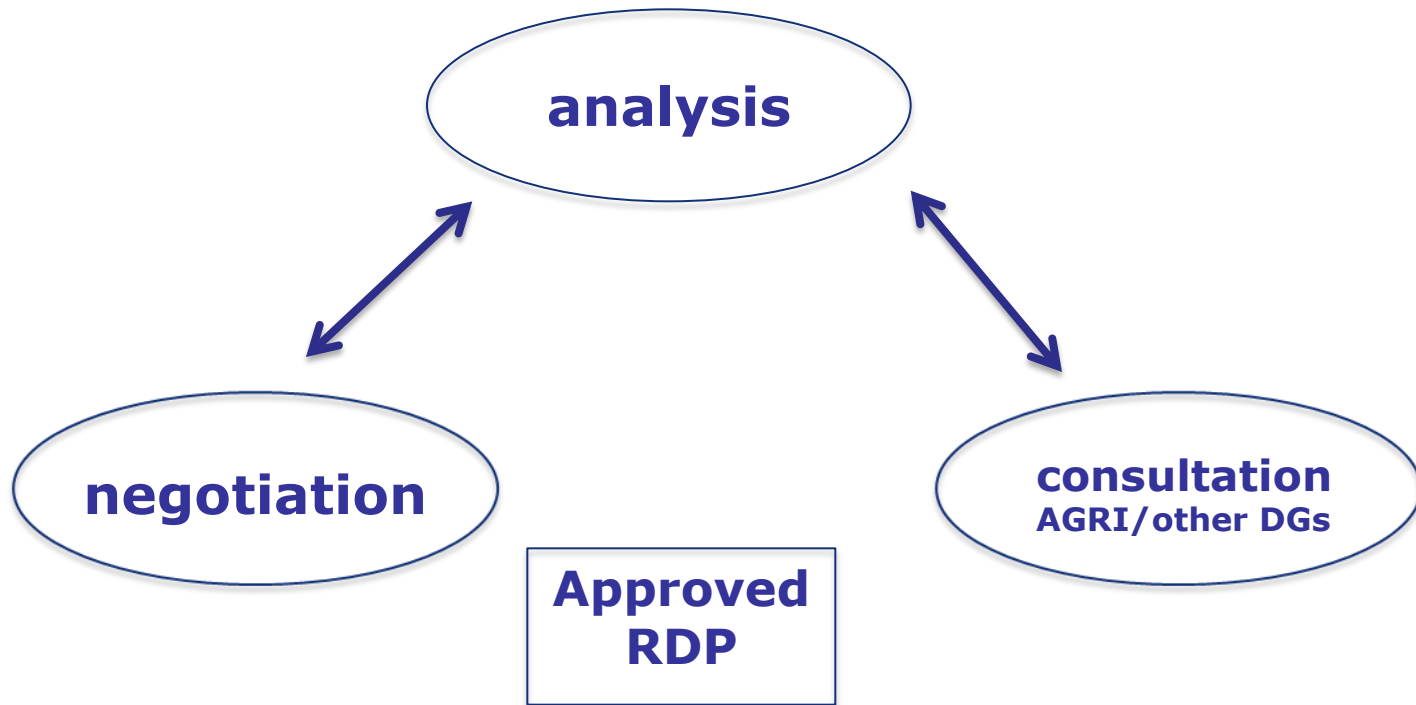 analysis
negotiation
consultation
AGRI/other DGs
Approved
RDP